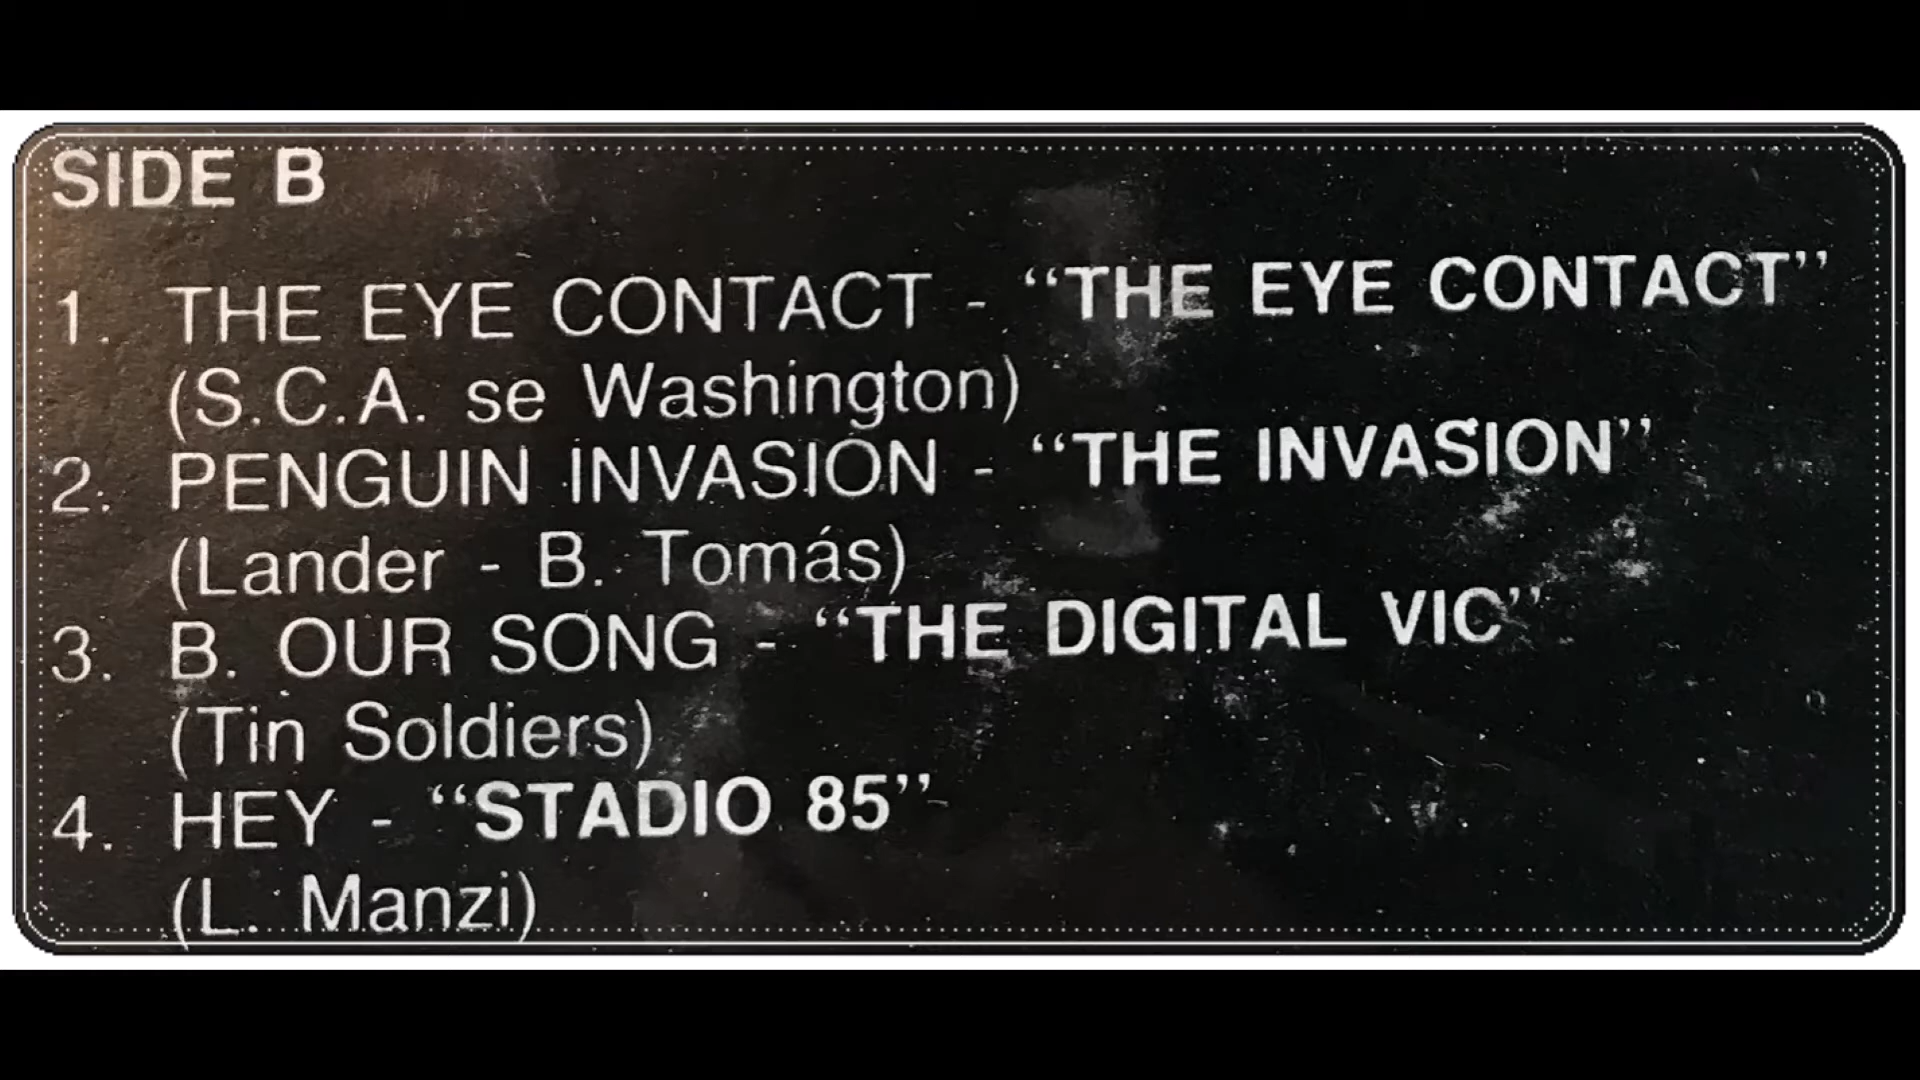 SIDE B
1. THE EYE CONTACT - “THE EYE CONTACT”
(S.C.A. se Washington)
2. PENGUIN INVASION - “THE INVASION”
(Lander - B. Tomás)
3. B. OUR SONG - “THE DIGITAL VIC”
(Tin Soldiers)
4. HEY - “STADIO 85”
(L. Manzi)